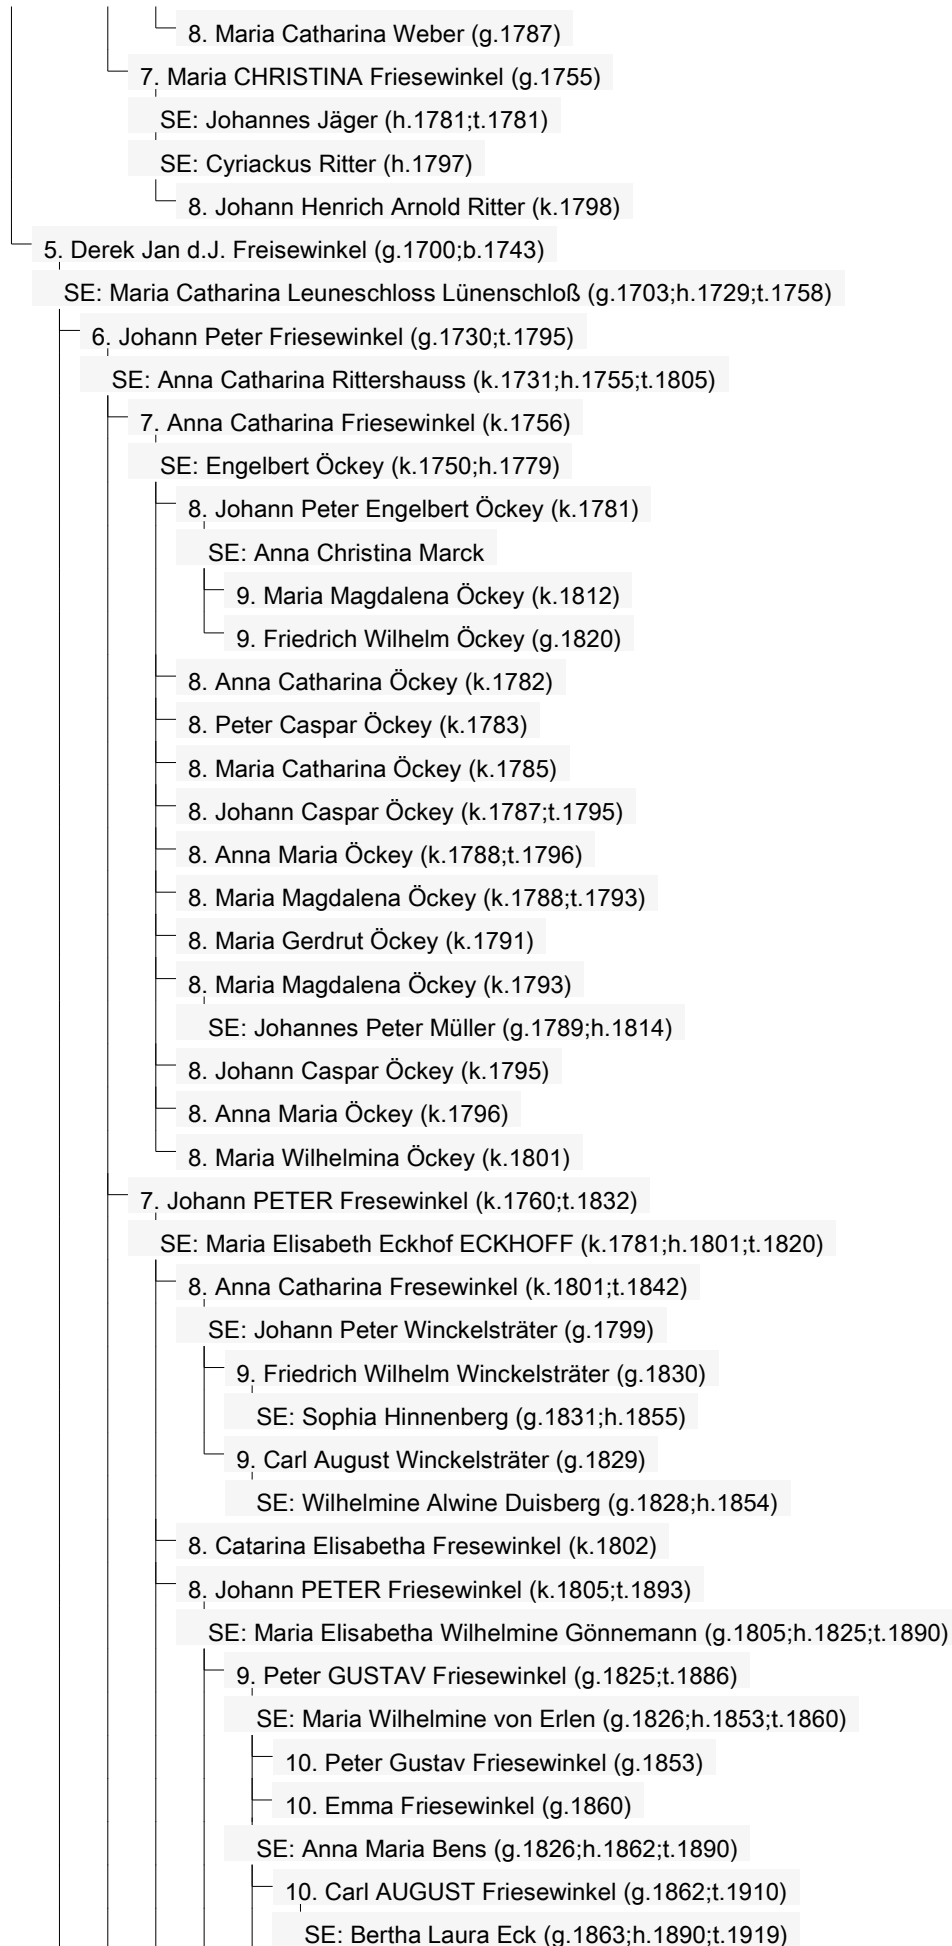 8. Maria Catharina Weber (g.1787)
7. Maria CHRISTINA Friesewinkel (g.1755)
SE: Johannes Jäger (h.1781;t.1781)
SE: Cyriackus Ritter (h.1797)
8. Johann Henrich Arnold Ritter (k.1798)
5. Derek Jan d.J. Freisewinkel (g.1700;b.1743)
SE: Maria Catharina Leuneschloss Lünenschloß (g.1703;h.1729;t.1758)
6. Johann Peter Friesewinkel (g.1730;t.1795)
SE: Anna Catharina Rittershauss (k.1731;h.1755;t.1805)
7. Anna Catharina Friesewinkel (k.1756)
SE: Engelbert Öckey (k.1750;h.1779)
8. Johann Peter Engelbert Öckey (k.1781)
SE: Anna Christina Marck
9. Maria Magdalena Öckey (k.1812)
9. Friedrich Wilhelm Öckey (g.1820)
8. Anna Catharina Öckey (k.1782)
8. Peter Caspar Öckey (k.1783)
8. Maria Catharina Öckey (k.1785)
8. Johann Caspar Öckey (k.1787;t.1795)
8. Anna Maria Öckey (k.1788;t.1796)
8. Maria Magdalena Öckey (k.1788;t.1793)
8. Maria Gerdrut Öckey (k.1791)
8. Maria Magdalena Öckey (k.1793)
SE: Johannes Peter Müller (g.1789;h.1814)
8. Johann Caspar Öckey (k.1795)
8. Anna Maria Öckey (k.1796)
8. Maria Wilhelmina Öckey (k.1801)
7. Johann PETER Fresewinkel (k.1760;t.1832)
SE: Maria Elisabeth Eckhof ECKHOFF (k.1781;h.1801;t.1820)
8. Anna Catharina Fresewinkel (k.1801;t.1842)
SE: Johann Peter Winckelsträter (g.1799)
9. Friedrich Wilhelm Winckelsträter (g.1830)
SE: Sophia Hinnenberg (g.1831;h.1855)
9. Carl August Winckelsträter (g.1829)
SE: Wilhelmine Alwine Duisberg (g.1828;h.1854)
8. Catarina Elisabetha Fresewinkel (k.1802)
8. Johann PETER Friesewinkel (k.1805;t.1893)
SE: Maria Elisabetha Wilhelmine Gönnemann (g.1805;h.1825;t.1890)
9. Peter GUSTAV Friesewinkel (g.1825;t.1886)
SE: Maria Wilhelmine von Erlen (g.1826;h.1853;t.1860)
10. Peter Gustav Friesewinkel (g.1853)
10. Emma Friesewinkel (g.1860)
SE: Anna Maria Bens (g.1826;h.1862;t.1890)
10. Carl AUGUST Friesewinkel (g.1862;t.1910)
SE: Bertha Laura Eck (g.1863;h.1890;t.1919)